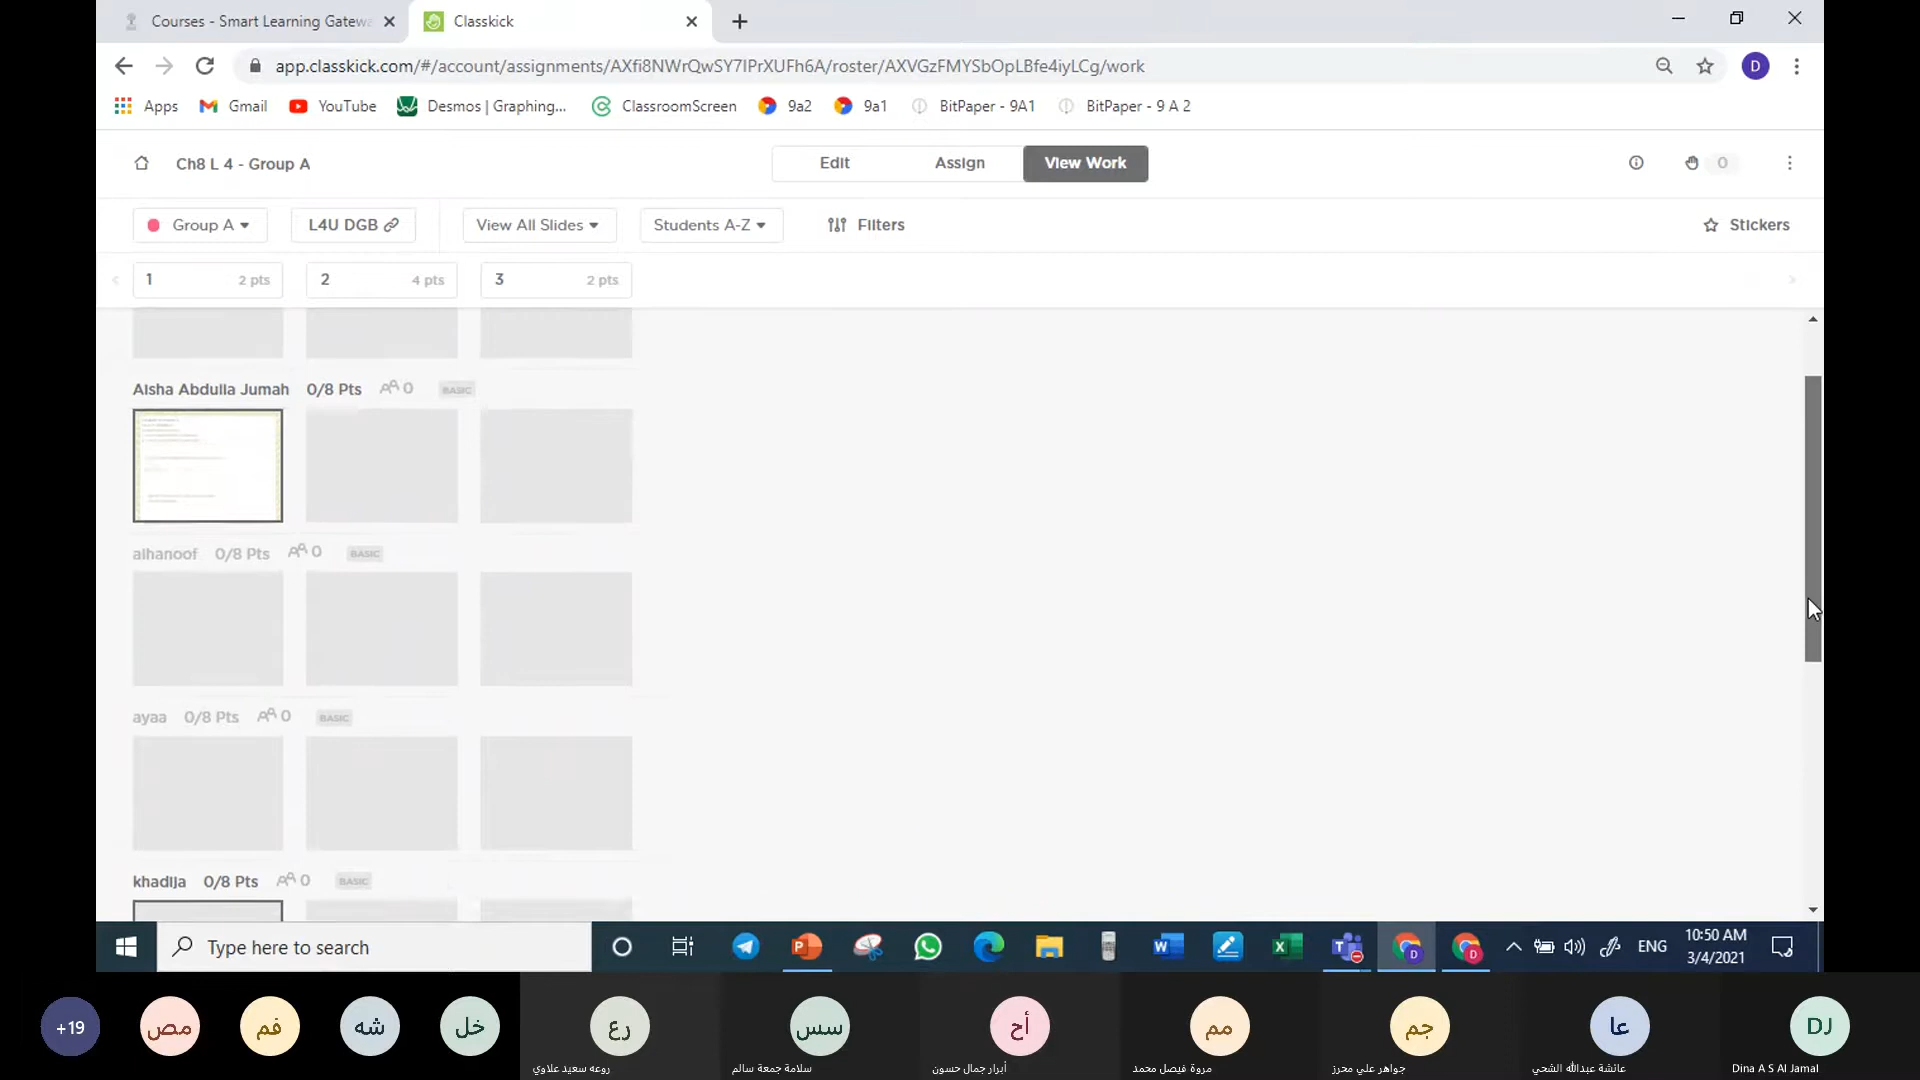 Courses - Smart Learning Gatewa
Classkick
app.classkick.com/#/account/assignments/AXfi8NWrQwSY7IPrXUFh6A/roster/AXVGzFMYSbOpLBfe4iyLCg/work
D
Apps
Gmail
YouTube
Desmos | Graphing...
ClassroomScreen
9a2
9a1
BitPaper - 9A1
BitPaper - 9 A 2
Ch8 L 4 - Group A
Edit
Assign
View Work
0
Group A
L4U DGB
View All Slides
Students A-Z
Filters
Stickers
1 2 pts
2 4 pts
3 2 pts
Aisha Abdulla Jumah 0/8 Pts 0 BASIC
alhanoof 0/8 Pts 0 BASIC
ayaa 0/8 Pts 0 BASIC
khadija 0/8 Pts 0 BASIC
Type here to search
ENG
10:50 AM
3/4/2021
+19
مص
فم
شه
خل
رع
سس
أح
مم
جم
عا
DJ
روعه سعيد علاوي
سلامة جمعة سالم
أبرار جمال حسون
مروة فيصل محمد
جواهر علي محرز
عائشة عبدالله الشحي
Dina A S Al Jamal